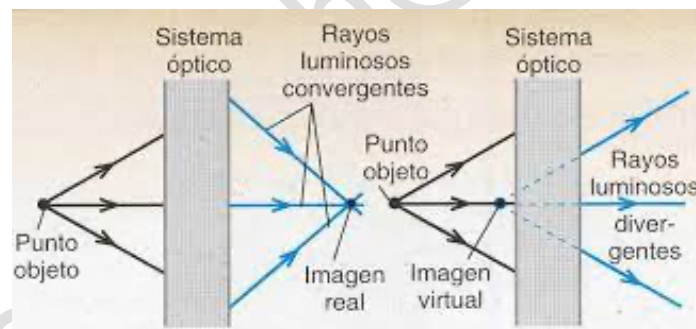 Sistema
óptico
Rayos
luminosos
convergentes
Punto
objeto
Imagen
real
Sistema
óptico
Punto
objeto
Imagen
virtual
Rayos
luminosos
diver-
gentes